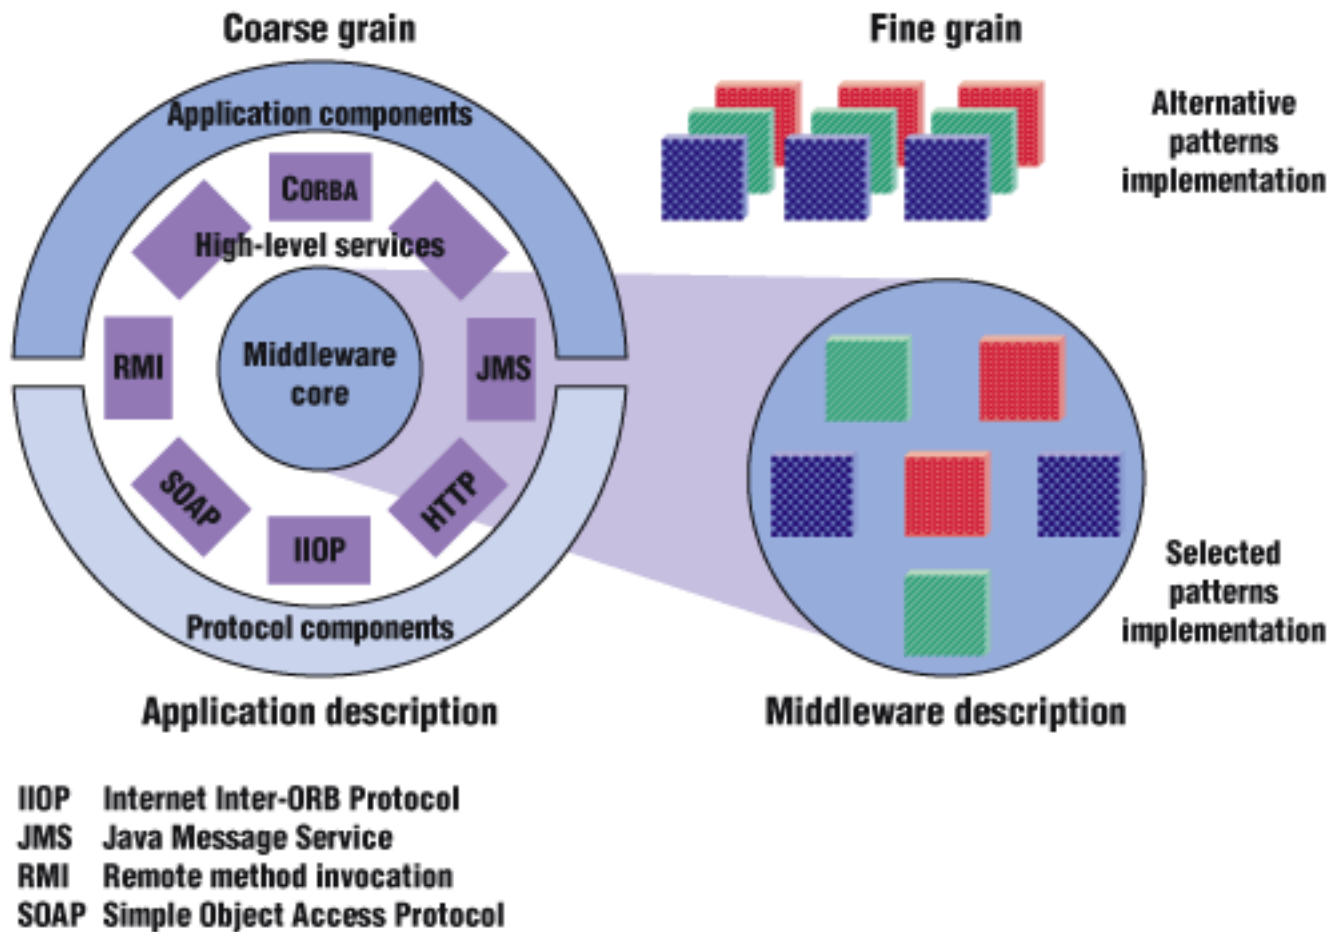 Coarse grain
Fine grain
Application components
Alternative
patterns
implementation
CORBA
High-level services
RMI
Middleware
core
JMS
SOAP
HTTP
IIOP
Protocol components
Selected
patterns
implementation
Application description
Middleware description
IIOP Internet Inter-ORB Protocol
JMS Java Message Service
RMI Remote method invocation
SOAP Simple Object Access Protocol